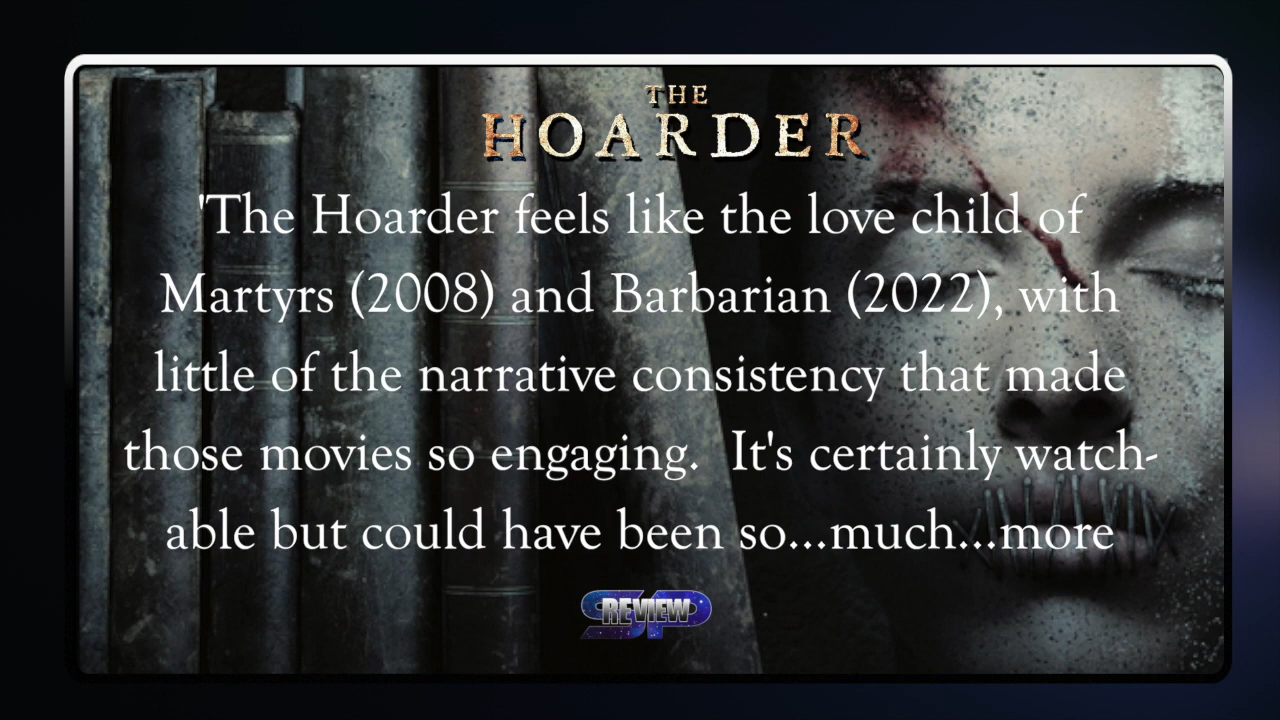 THE
HOARDER
'The Hoarder feels like the love child of
Martyrs (2008) and Barbarian (2022), with
little of the narrative consistency that made
those movies so engaging.  It's certainly watch-
able but could have been so...much...more
SP
REVIEW